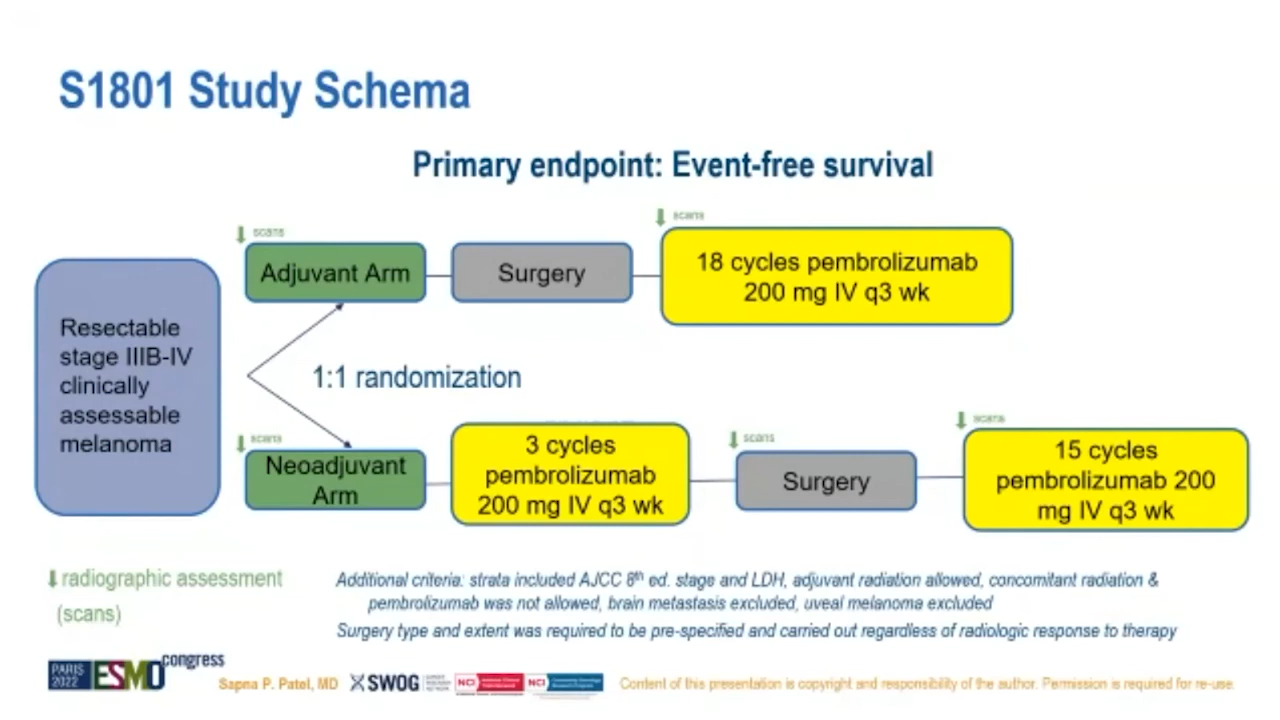 S1801 Study Schema
Primary endpoint: Event-free survival
scans
scans
Adjuvant Arm
Surgery
18 cycles pembrolizumab
200 mg IV q3 wk
Resectable
stage IIIB-IV
clinically
assessable
melanoma
1:1 randomization
scans
scans
scans
Neoadjuvant
Arm
3 cycles
pembrolizumab
200 mg IV q3 wk
Surgery
15 cycles
pembrolizumab 200
mg IV q3 wk
radiographic assessment
(scans)
Additional criteria: strata included AJCC 8th ed. stage and LDH, adjuvant radiation allowed, concomitant radiation &
pembrolizumab was not allowed, brain metastasis excluded, uveal melanoma excluded
Surgery type and extent was required to be pre-specified and carried out regardless of radiologic response to therapy
PARIS
2022
ESMO congress
Sapna P. Patel, MD
SWOG
NCI
NCI
Content of this presentation is copyright and responsibility of the author. Permission is required for re-use.